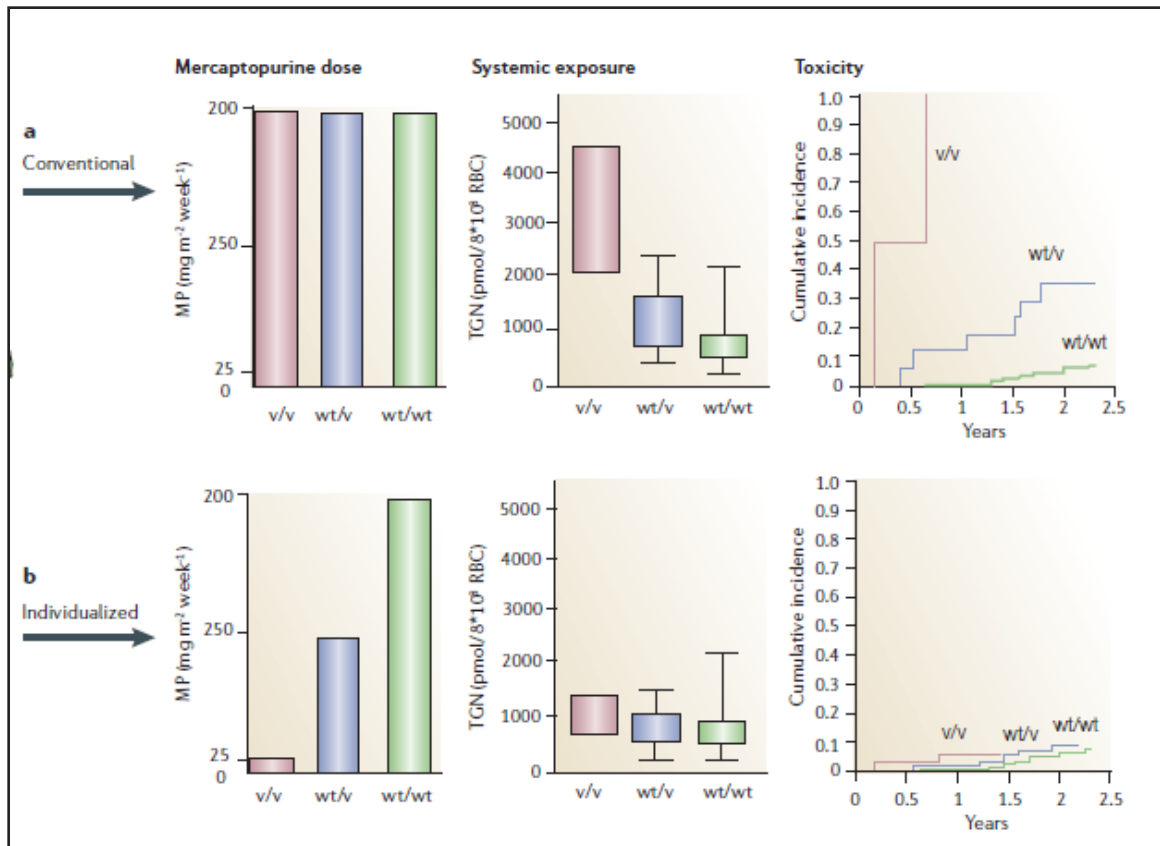 Mercaptopurine dose
Systemic exposure
Toxicity
a
Conventional
MP (mg m⁻² week⁻¹)
200
250
25
0
v/v wt/v wt/wt
TGN (pmol/8*10⁸ RBC)
5000
4000
3000
2000
1000
0
v/v wt/v wt/wt
Cumulative incidence
1.0
0.9
0.8
0.7
0.6
0.5
0.4
0.3
0.2
0.1
0
v/v
wt/v
wt/wt
0 0.5 1 1.5 2 2.5
Years
b
Individualized
MP (mg m⁻² week⁻¹)
200
250
25
0
v/v wt/v wt/wt
TGN (pmol/8*10⁸ RBC)
5000
4000
3000
2000
1000
0
v/v wt/v wt/wt
Cumulative incidence
1.0
0.9
0.8
0.7
0.6
0.5
0.4
0.3
0.2
0.1
0
v/v wt/v wt/wt
0 0.5 1 1.5 2 2.5
Years